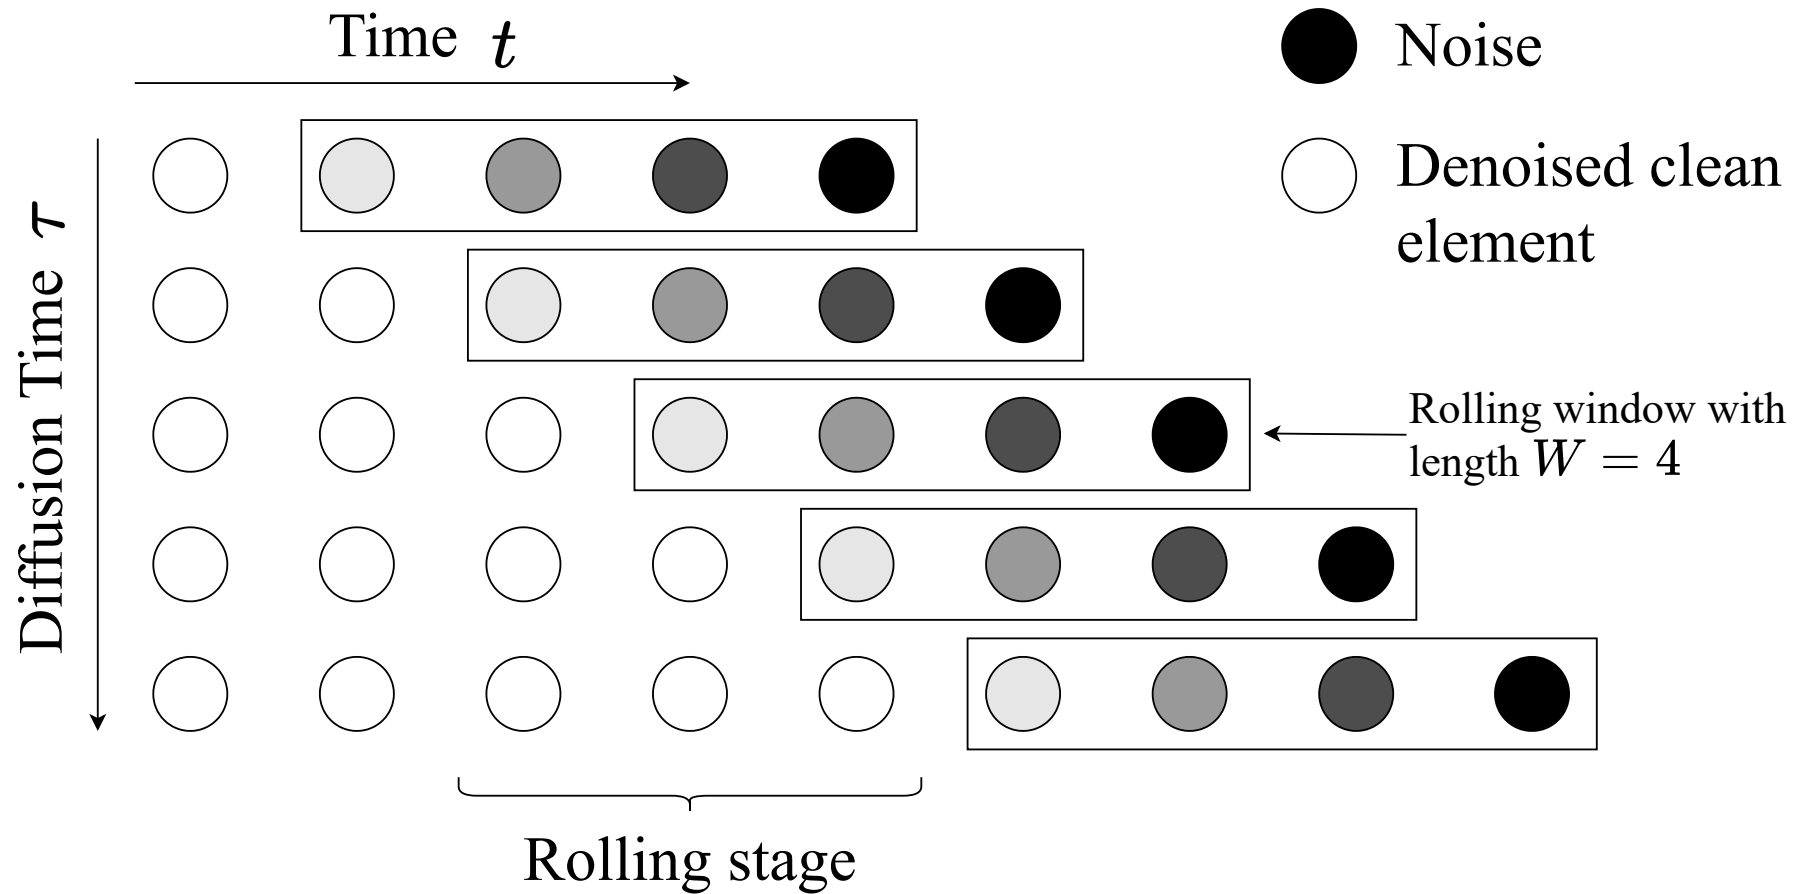 Time t
Noise
Denoised clean
element
Diffusion Time τ
Rolling window with
length W = 4
Rolling stage